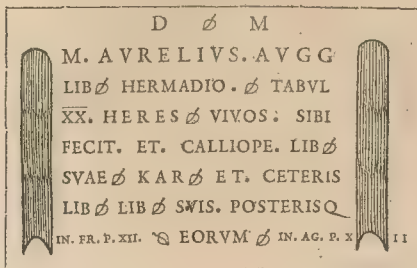 D ❧ M
M. AVRELIVS. AVGG
LIB ❧ HERMADIO. ❧ TABVL
X̅X̅. HERES ❧ VIVOS. SIBI
FECIT. ET. CALLIOPE. LIB ❧
SVAE ❧ KAR ❧ ET. CETERIS
LIB ❧ LIB ❧ SVIS. POSTERISQ
IN. FR. P. XII. ❧ EORVM ❧ IN. AG. P. X II